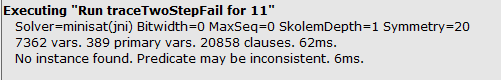 Executing "Run traceTwoStepFail for 11"
Solver=minisat(jni) Bitwidth=0 MaxSeq=0 SkolemDepth=1 Symmetry=20
7362 vars. 389 primary vars. 20858 clauses. 62ms.
No instance found. Predicate may be inconsistent. 6ms.